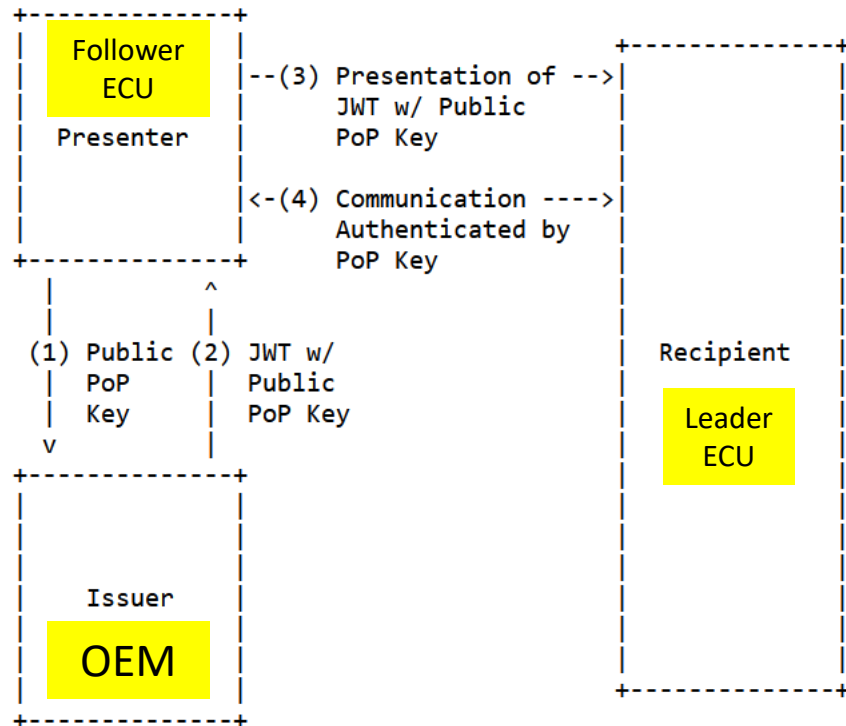 Follower
ECU
Presenter
--(3) Presentation of -->
JWT w/ Public
PoP Key
<-(4) Communication ---->
Authenticated by
PoP Key
(1) Public
PoP
Key
(2) JWT w/
Public
PoP Key
Recipient
Leader
ECU
Issuer
OEM